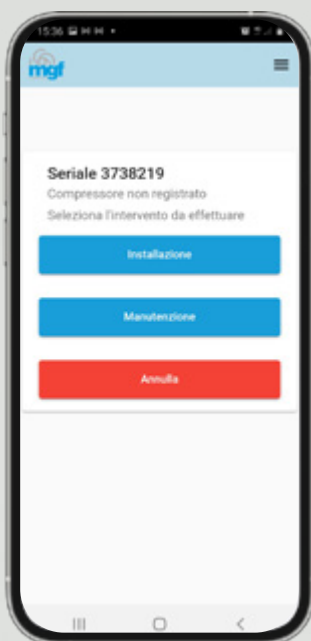 15:36
mgf
Seriale 3738219
Compressore non registrato
Seleziona l'intervento da effettuare
Installazione
Manutenzione
Annulla